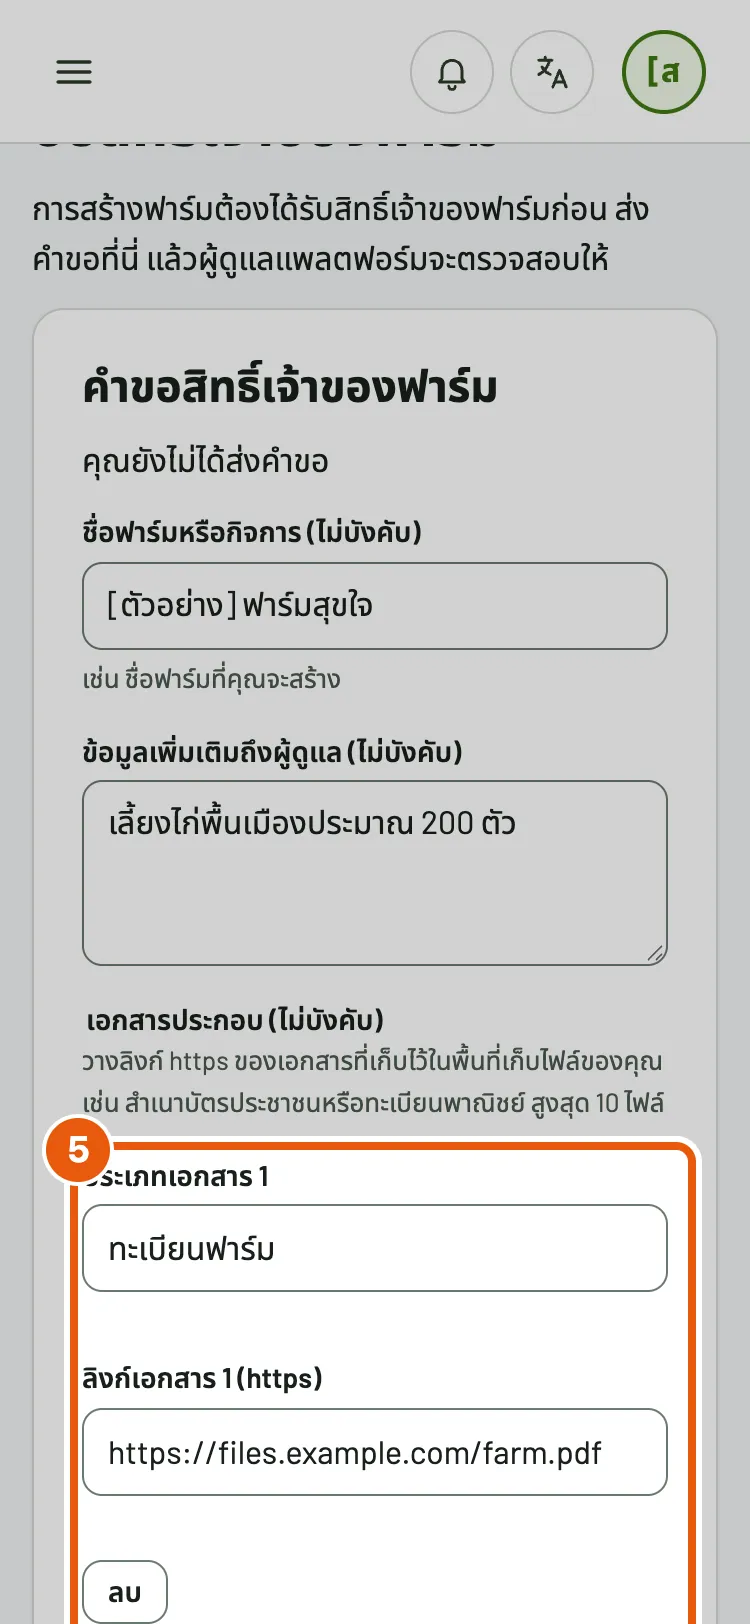 [ส
การสร้างฟาร์มต้องได้รับสิทธิ์เจ้าของฟาร์มก่อน ส่ง
คำขอที่นี่ แล้วผู้ดูแลแพลตฟอร์มจะตรวจสอบให้
คำขอสิทธิ์เจ้าของฟาร์ม
คุณยังไม่ได้ส่งคำขอ
ชื่อฟาร์มหรือกิจการ (ไม่บังคับ)
[ตัวอย่าง] ฟาร์มสุขใจ
เช่น ชื่อฟาร์มที่คุณจะสร้าง
ข้อมูลเพิ่มเติมถึงผู้ดูแล (ไม่บังคับ)
เลี้ยงไก่พื้นเมืองประมาณ 200 ตัว
เอกสารประกอบ (ไม่บังคับ)
วางลิงก์ https ของเอกสารที่เก็บไว้ในพื้นที่เก็บไฟล์ของคุณ
เช่น สำเนาบัตรประชาชนหรือทะเบียนพาณิชย์ สูงสุด 10 ไฟล์
5
ประเภทเอกสาร 1
ทะเบียนฟาร์ม
ลิงก์เอกสาร 1 (https)
https://files.example.com/farm.pdf
ลบ